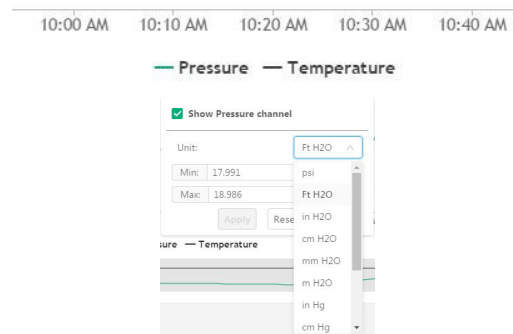 10:00 AM 10:10 AM 10:20 AM 10:30 AM 10:40 AM
Pressure Temperature
Show Pressure channel
Unit: Ft H2O
Min: 17.991 psi
Max: 18.986 Ft H2O
Apply in H2O
cm H2O
Temperature
mm H2O
m H2O
in Hg
cm Hg